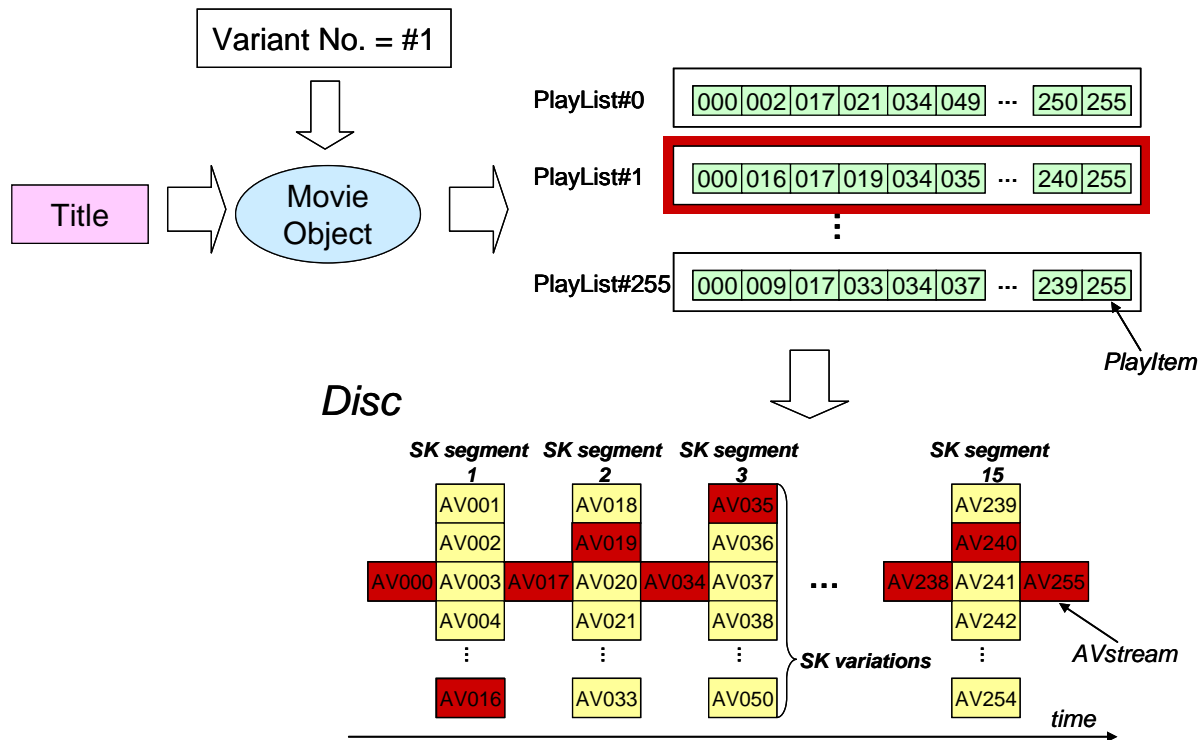 Variant No. = #1
Title
Movie
Object
PlayList#0
000 002 017 021 034 049 ... 250 255
PlayList#1
000 016 017 019 034 035 ... 240 255
⋮
PlayList#255
000 009 017 033 034 037 ... 239 255
PlayItem
Disc
SK segment
1
SK segment
2
SK segment
3
SK segment
15
AV001 AV018 AV035 AV239
AV002 AV019 AV036 AV240
AV000 AV003 AV017 AV020 AV034 AV037 ... AV238 AV241 AV255
AV004 AV021 AV038 AV242
⋮ ⋮ ⋮ ⋮
AV016 AV033 AV050 AV254
SK variations
AVstream
time